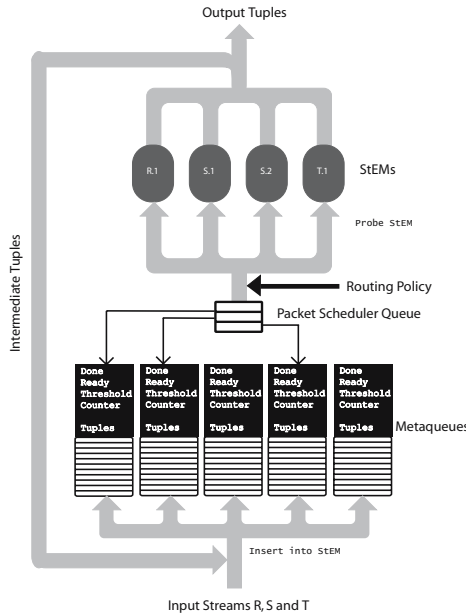 Output Tuples
R.1
S.1
S.2
T.1
StEMs
Probe StEM
Intermediate Tuples
Routing Policy
Packet Scheduler Queue
Done
Ready
Threshold
Counter
Tuples
Done
Ready
Threshold
Counter
Tuples
Done
Ready
Threshold
Counter
Tuples
Done
Ready
Threshold
Counter
Tuples
Done
Ready
Threshold
Counter
Tuples
Metaqueues
Insert into StEM
Input Streams R, S and T